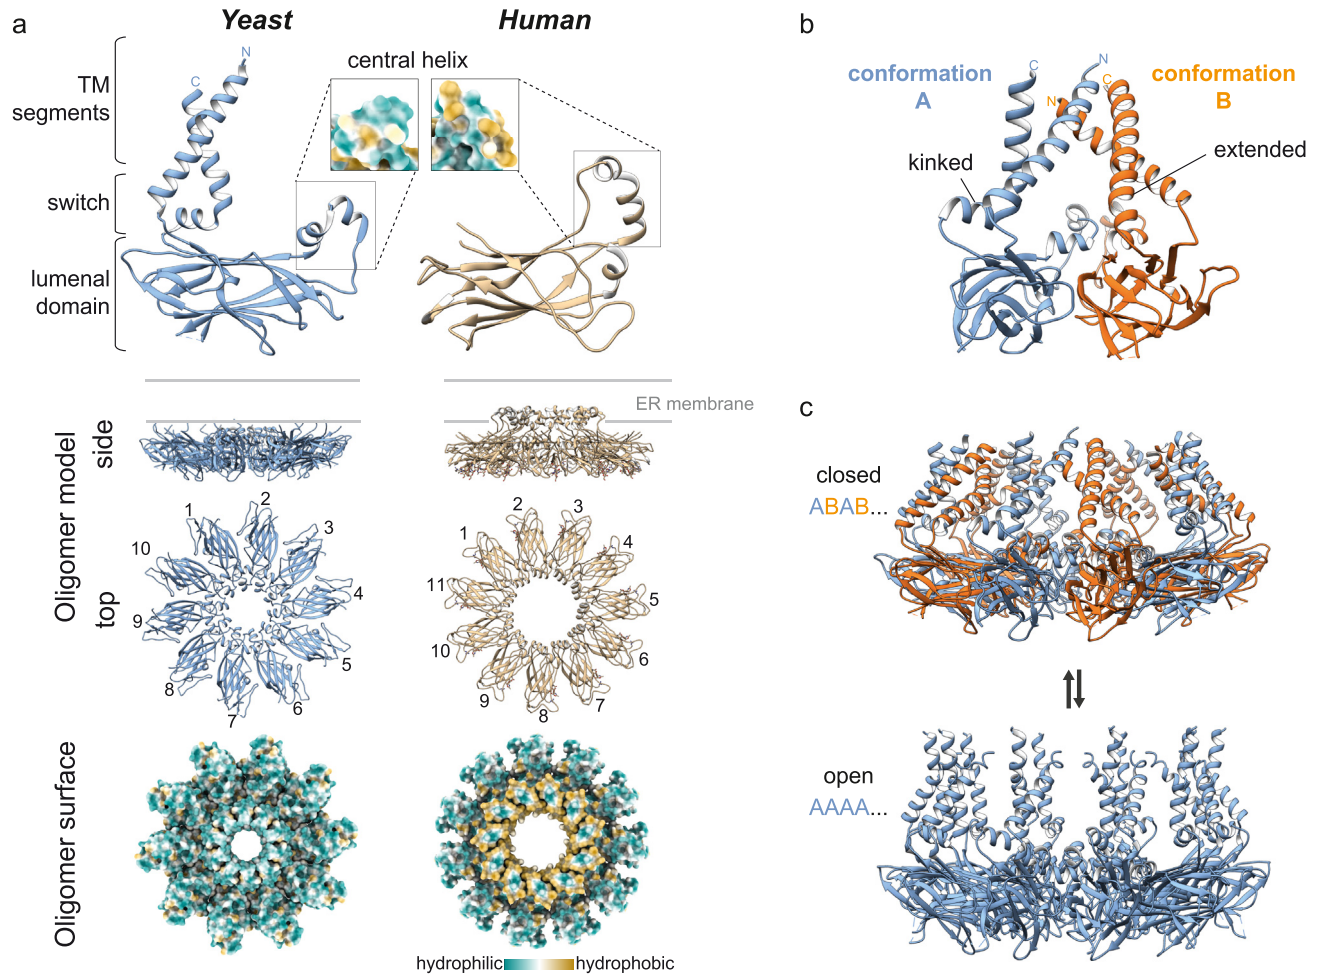 a
Yeast
Human
TM
segments
switch
lumenal
domain
N
C
central helix
Oligomer model
side
top
ER membrane
1
2
3
4
5
6
7
8
9
10
1
2
3
4
5
6
7
8
9
10
11
Oligomer surface
hydrophilic
hydrophobic
b
conformation
A
conformation
B
C
N
N
C
kinked
extended
c
closed
ABAB...
open
AAAA...